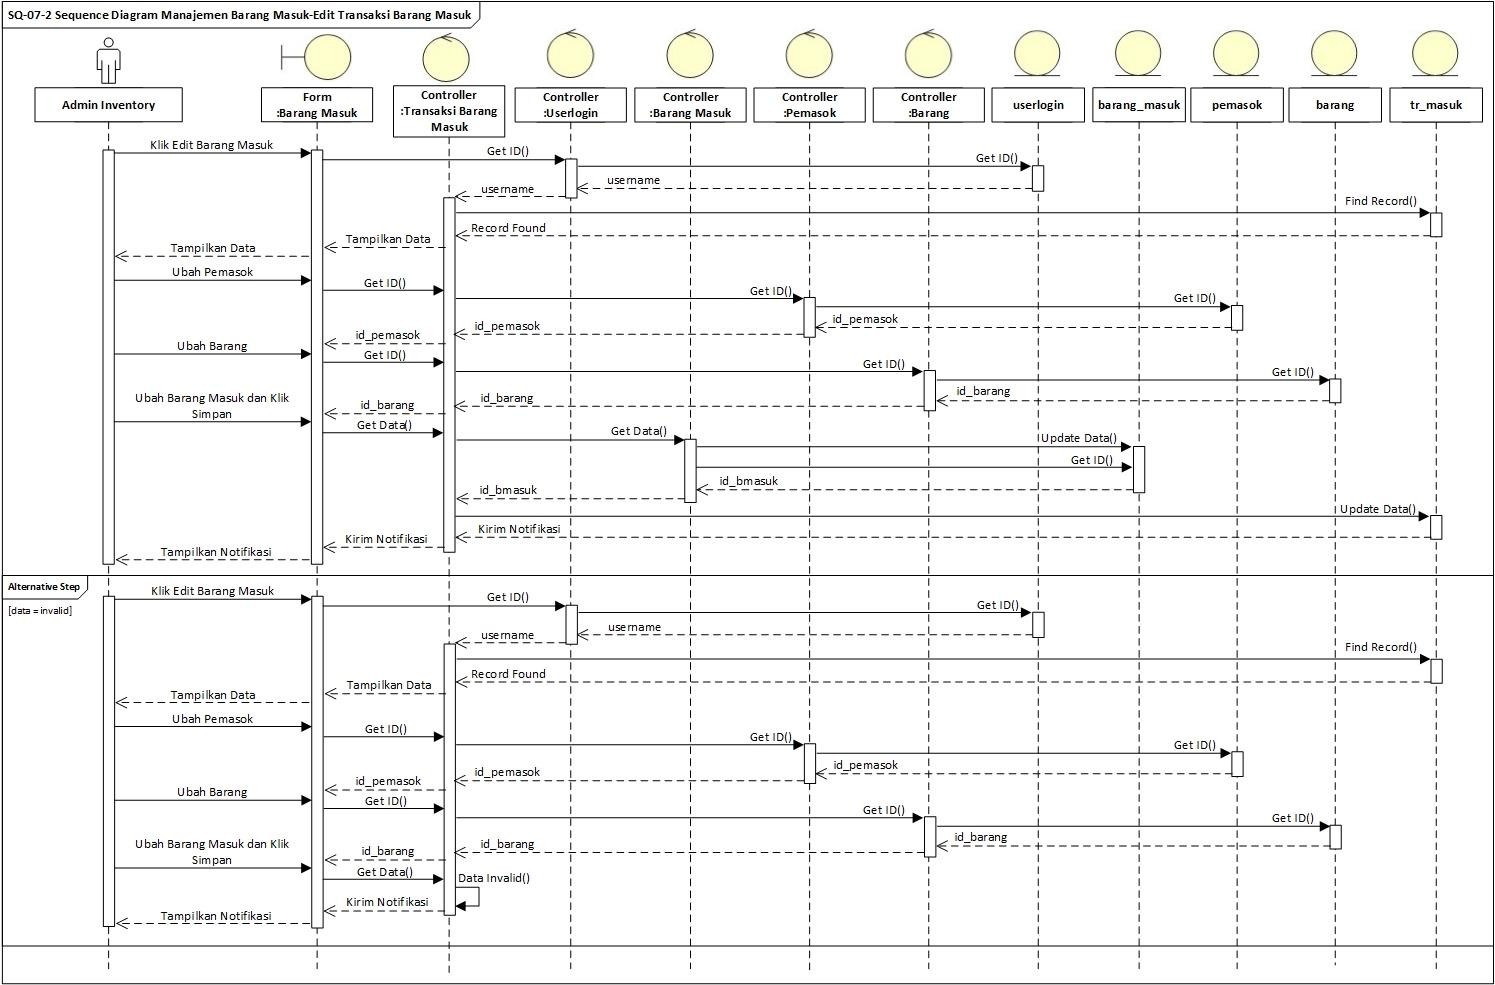 SQ-07-2 Sequence Diagram Manajemen Barang Masuk-Edit Transaksi Barang Masuk
Admin Inventory
Form
:Barang Masuk
Controller
:Transaksi Barang
Masuk
Controller
:Userlogin
Controller
:Barang Masuk
Controller
:Pemasok
Controller
:Barang
userlogin
barang_masuk
pemasok
barang
tr_masuk
Klik Edit Barang Masuk
Get ID()
Get ID()
username
username
Find Record()
Record Found
Tampilkan Data
Tampilkan Data
Ubah Pemasok
Get ID()
Get ID()
Get ID()
id_pemasok
id_pemasok
id_pemasok
Ubah Barang
Get ID()
Get ID()
Get ID()
id_barang
id_barang
id_barang
Ubah Barang Masuk dan Klik
Simpan
Get Data()
Get Data()
Update Data()
Get ID()
id_bmasuk
id_bmasuk
Update Data()
Kirim Notifikasi
Kirim Notifikasi
Tampilkan Notifikasi
Alternative Step
[data = invalid]
Klik Edit Barang Masuk
Get ID()
Get ID()
username
username
Find Record()
Record Found
Tampilkan Data
Tampilkan Data
Ubah Pemasok
Get ID()
Get ID()
Get ID()
id_pemasok
id_pemasok
id_pemasok
Ubah Barang
Get ID()
Get ID()
Get ID()
id_barang
id_barang
id_barang
Ubah Barang Masuk dan Klik
Simpan
Get Data()
Data Invalid()
Kirim Notifikasi
Tampilkan Notifikasi